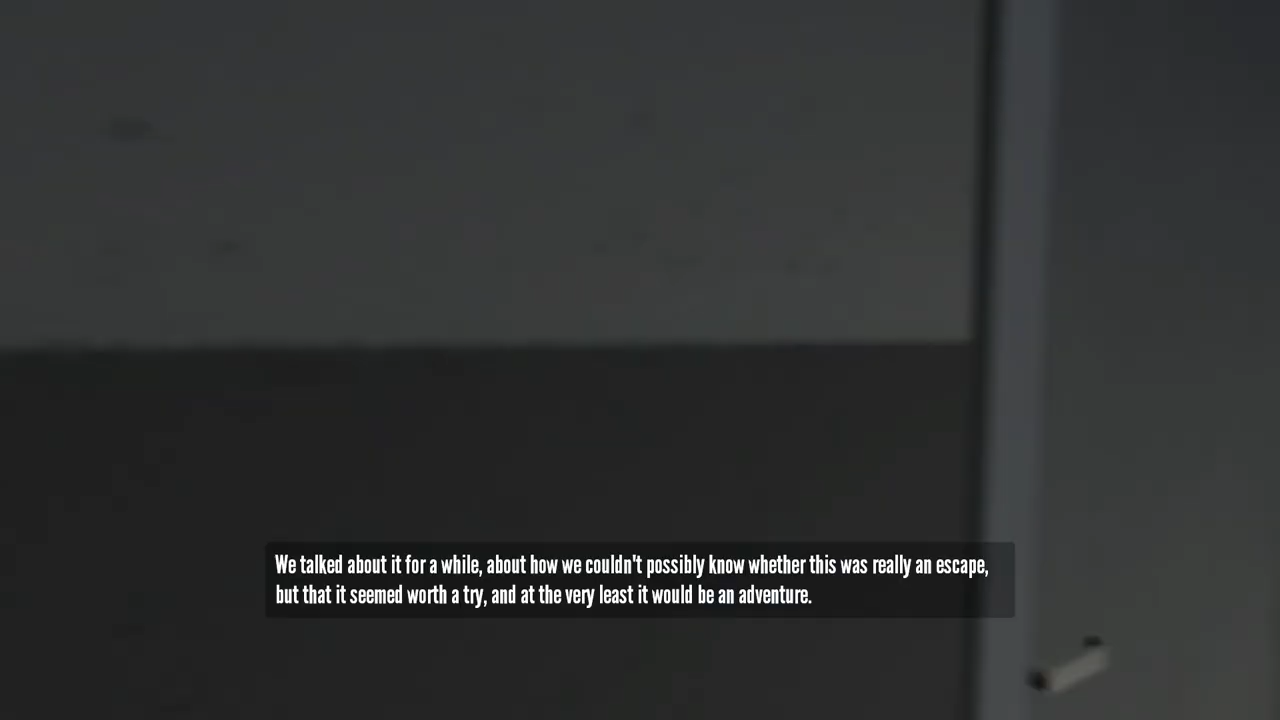 We talked about it for a while, about how we couldn't possibly know whether this was really an escape,
but that it seemed worth a try, and at the very least it would be an adventure.